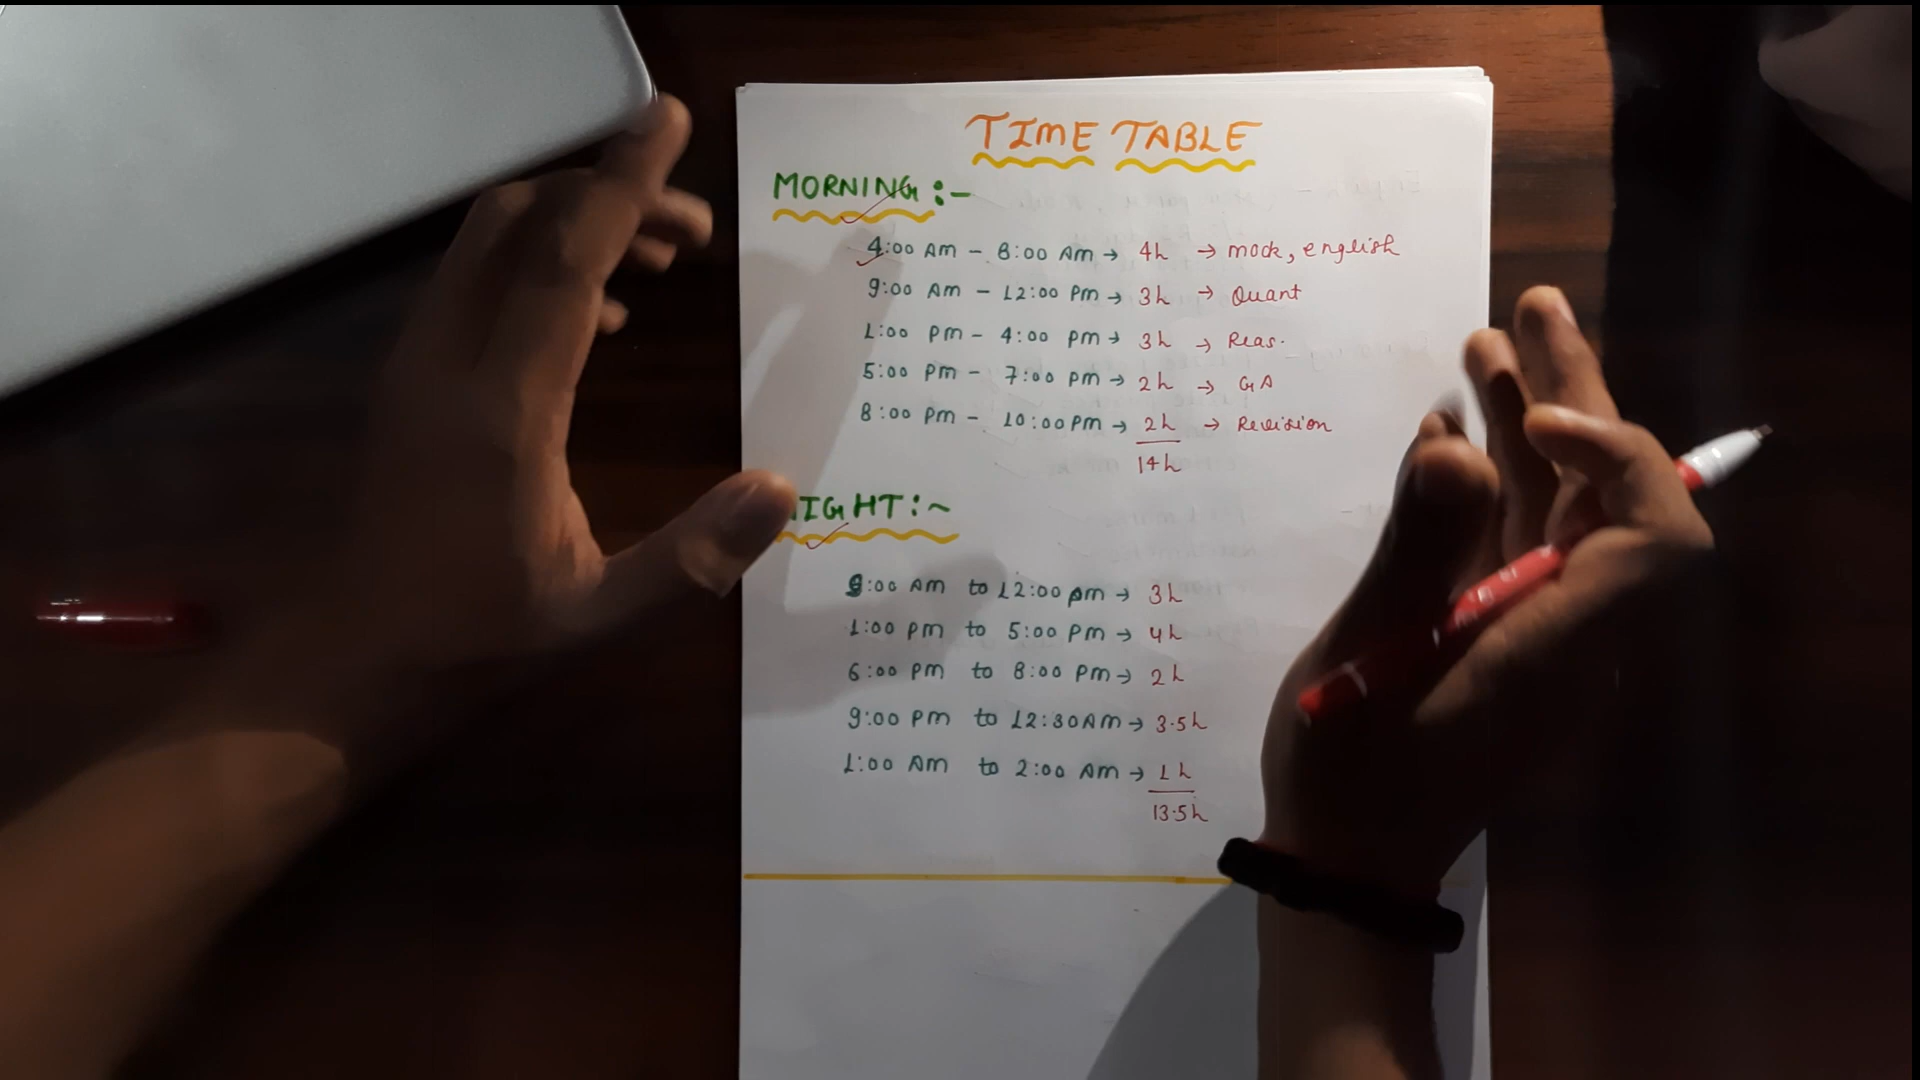 TIME TABLE
MORNING :-
4:00 AM - 8:00 AM → 4h → mock, english
9:00 AM - 12:00 PM → 3h → Quant
1:00 PM - 4:00 PM → 3h → Reas.
5:00 PM - 7:00 PM → 2h → GA
8:00 PM - 10:00 PM → 2h → Revision
14h
IGHT :~
9:00 AM to 12:00 pm → 3h
1:00 PM to 5:00 PM → 4h
6:00 PM to 8:00 PM → 2h
9:00 PM to 12:30 AM → 3.5h
1:00 AM to 2:00 AM → 1h
13.5h